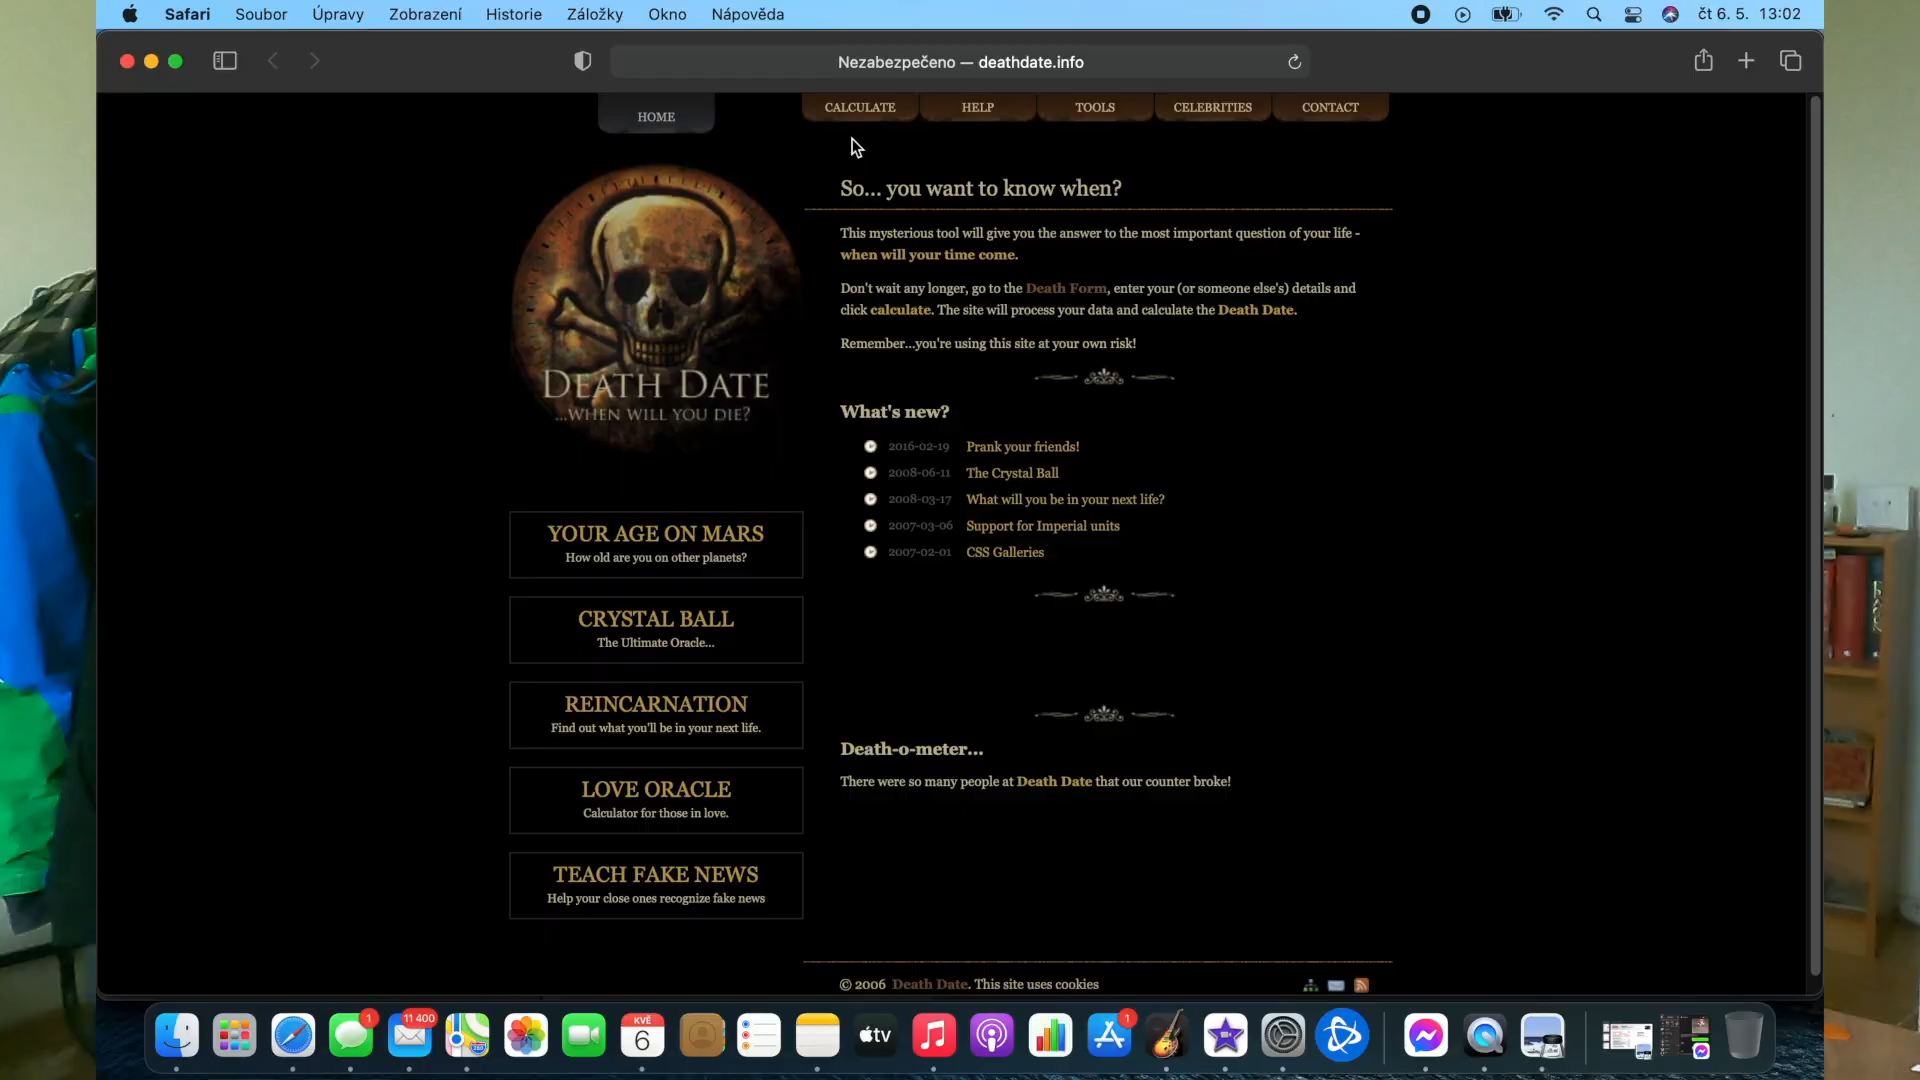 Safari Soubor Úpravy Zobrazení Historie Záložky Okno Nápověda čt 6. 5. 13:02
Nezabezpečeno — deathdate.info
HOME
CALCULATE HELP TOOLS CELEBRITIES CONTACT
DEATH DATE
...WHEN WILL YOU DIE?
YOUR AGE ON MARS
How old are you on other planets?
CRYSTAL BALL
The Ultimate Oracle...
REINCARNATION
Find out what you'll be in your next life.
LOVE ORACLE
Calculator for those in love.
TEACH FAKE NEWS
Help your close ones recognize fake news
So... you want to know when?
This mysterious tool will give you the answer to the most important question of your life -
when will your time come.
Don't wait any longer, go to the Death Form, enter your (or someone else's) details and
click calculate. The site will process your data and calculate the Death Date.
Remember...you're using this site at your own risk!
What's new?
2016-02-19 Prank your friends!
2008-06-11 The Crystal Ball
2008-03-17 What will you be in your next life?
2007-03-06 Support for Imperial units
2007-02-01 CSS Galleries
Death-o-meter...
There were so many people at Death Date that our counter broke!
© 2006 Death Date. This site uses cookies
1
11 400
KVĚ
6
tv
1